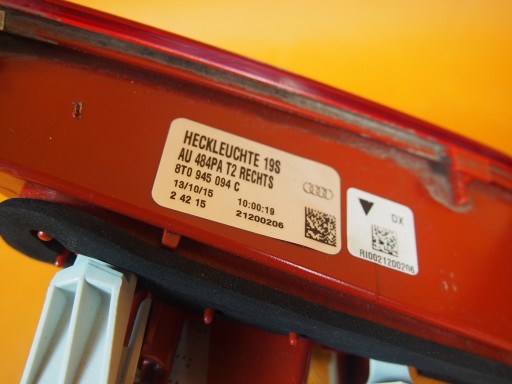 HECKLEUCHTE 19S
AU 484PA T2 RECHTS
8T0 945 094 C
13/10/15 10:00:19
2 42 15 21200206
DX
RI0021200206